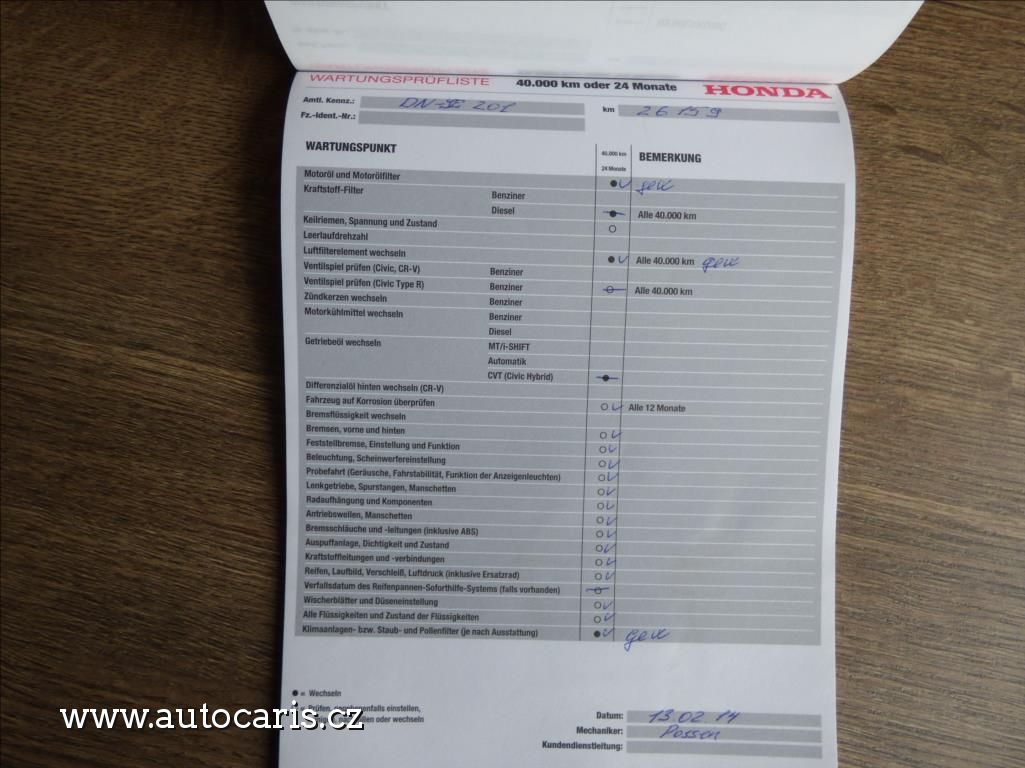 WARTUNGSPRÜFLISTE 40.000 km oder 24 Monate HONDA
Amtl. Kennz.: DN-SE 201 km 26 159
Fz.-Ident.-Nr.:
WARTUNGSPUNKT 40.000 km 24 Monate BEMERKUNG
Motoröl und Motorölfilter gew
Kraftstoff-Filter Benziner
Diesel Alle 40.000 km
Keilriemen, Spannung und Zustand
Leerlaufdrehzahl
Luftfilterelement wechseln Alle 40.000 km gew
Ventilspiel prüfen (Civic, CR-V) Benziner
Ventilspiel prüfen (Civic Type R) Benziner Alle 40.000 km
Zündkerzen wechseln Benziner
Motorkühlmittel wechseln Benziner
Diesel
Getriebeöl wechseln MT/i-SHIFT
Automatik
CVT (Civic Hybrid)
Differenzialöl hinten wechseln (CR-V)
Fahrzeug auf Korrosion überprüfen Alle 12 Monate
Bremsflüssigkeit wechseln
Bremsen, vorne und hinten
Feststellbremse, Einstellung und Funktion
Beleuchtung, Scheinwerfereinstellung
Probefahrt (Geräusche, Fahrstabilität, Funktion der Anzeigenleuchten)
Lenkgetriebe, Spurstangen, Manschetten
Radaufhängung und Komponenten
Antriebswellen, Manschetten
Bremsschläuche und -leitungen (inklusive ABS)
Auspuffanlage, Dichtigkeit und Zustand
Kraftstoffleitungen und -verbindungen
Reifen, Laufbild, Verschleiß, Luftdruck (inklusive Ersatzrad)
Verfallsdatum des Reifenpannen-Soforthilfe-Systems (falls vorhanden)
Wischerblätter und Düseneinstellung
Alle Flüssigkeiten und Zustand der Flüssigkeiten
Klimaanlagen- bzw. Staub- und Pollenfilter (je nach Ausstattung) gew
● = Wechseln
einstellen,
oder wechseln
www.autocaris.cz
Datum: 13.02.14
Mechaniker:
Kundendienstleitung: